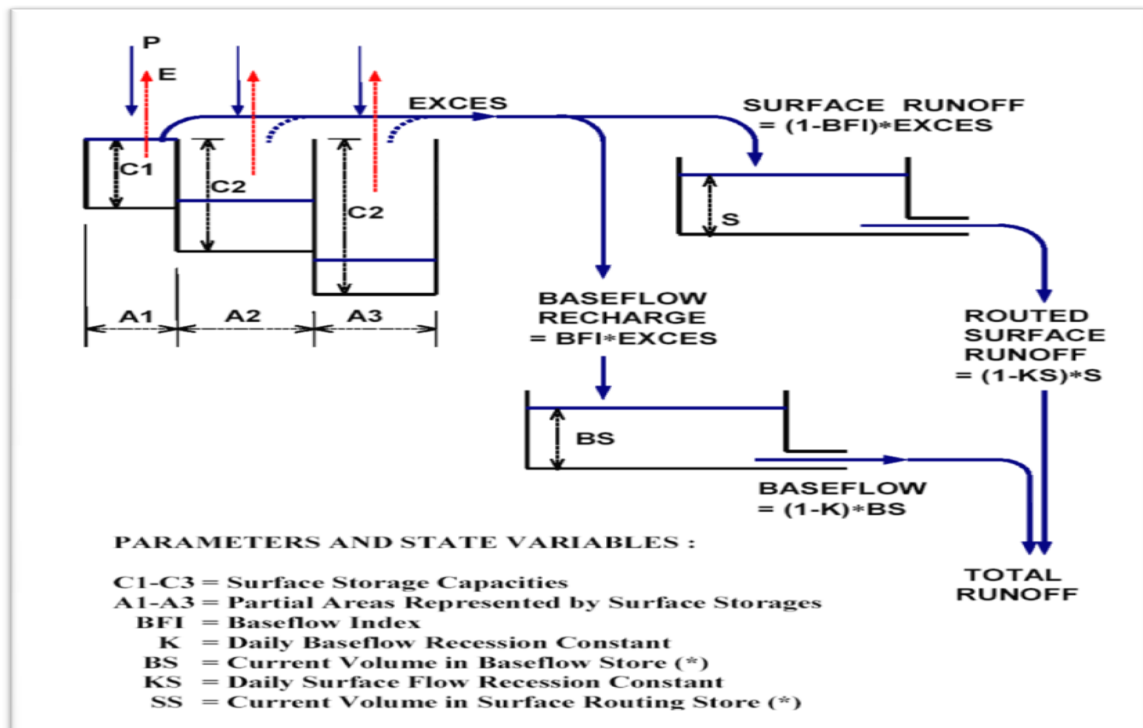 P
E
EXCES
SURFACE RUNOFF
= (1-BFI)*EXCES
C1
C2
C2
S
A1
A2
A3
BASEFLOW
RECHARGE
= BFI*EXCES
ROUTED
SURFACE
RUNOFF
= (1-KS)*S
BS
BASEFLOW
= (1-K)*BS
TOTAL
RUNOFF
PARAMETERS AND STATE VARIABLES :
C1-C3 = Surface Storage Capacities
A1-A3 = Partial Areas Represented by Surface Storages
BFI = Baseflow Index
K = Daily Baseflow Recession Constant
BS = Current Volume in Baseflow Store (*)
KS = Daily Surface Flow Recession Constant
SS = Current Volume in Surface Routing Store (*)